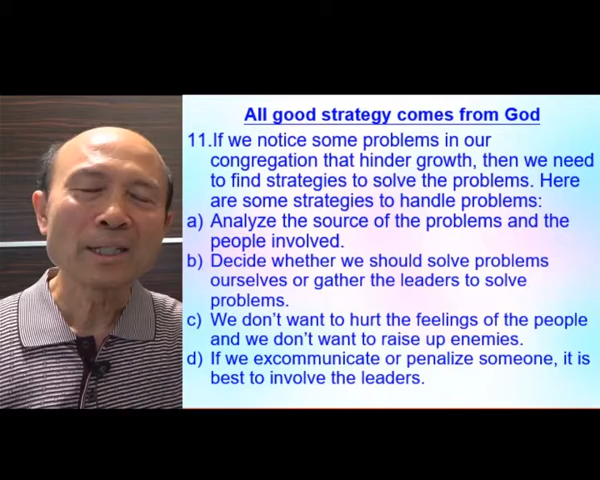 All good strategy comes from God
11.If we notice some problems in our
congregation that hinder growth, then we need
to find strategies to solve the problems. Here
are some strategies to handle problems:
a) Analyze the source of the problems and the
people involved.
b) Decide whether we should solve problems
ourselves or gather the leaders to solve
problems.
c) We don’t want to hurt the feelings of the people
and we don’t want to raise up enemies.
d) If we excommunicate or penalize someone, it is
best to involve the leaders.